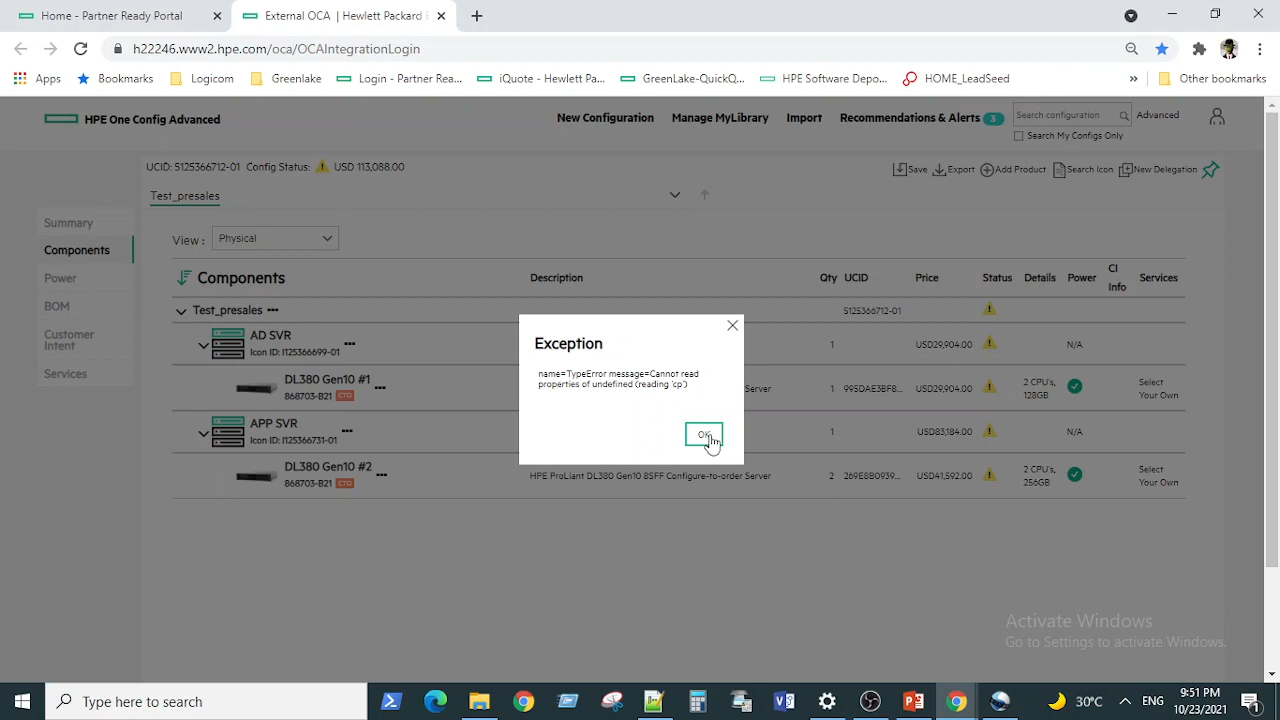 Home - Partner Ready Portal
External OCA | Hewlett Packard E
h22246.www2.hpe.com/oca/OCAIntegrationLogin
Apps
Bookmarks
Logicom
Greenlake
Login - Partner Rea...
iQuote - Hewlett Pa...
GreenLake-QuickQ...
HPE Software Depo...
HOME_LeadSeed
»
Other bookmarks
HPE One Config Advanced
New Configuration
Manage MyLibrary
Import
Recommendations & Alerts 3
Search configuration
Advanced
Search My Configs Only
UCID: 5125366712-01 Config Status: USD 113,088.00
Save
Export
Add Product
Search Icon
New Delegation
Test_presales
Summary
Components
Power
BOM
Customer
Intent
Services
View : Physical
Components Description Qty UCID Price Status Details Power CI Info Services
Test_presales ••• 5125366712-01
AD SVR •••
Icon ID: I125366699-01 1 USD29,904.00 N/A
DL380 Gen10 #1 •••
868703-B21 CTO
Server 1 995DAE3BF8... USD29,904.00
2 CPU's,
128GB
Select
Your Own
APP SVR •••
Icon ID: I125366731-01 1 USD83,184.00 N/A
DL380 Gen10 #2 •••
868703-B21 CTO
HPE ProLiant DL380 Gen10 8SFF Configure-to-order Server 2 269E8B0939... USD41,592.00
2 CPU's,
256GB
Select
Your Own
Exception
name=TypeError message=Cannot read
properties of undefined (reading 'cp')
OK
Activate Windows
Go to Settings to activate Windows.
Type here to search
30°C
ENG
9:51 PM
10/23/2021
1